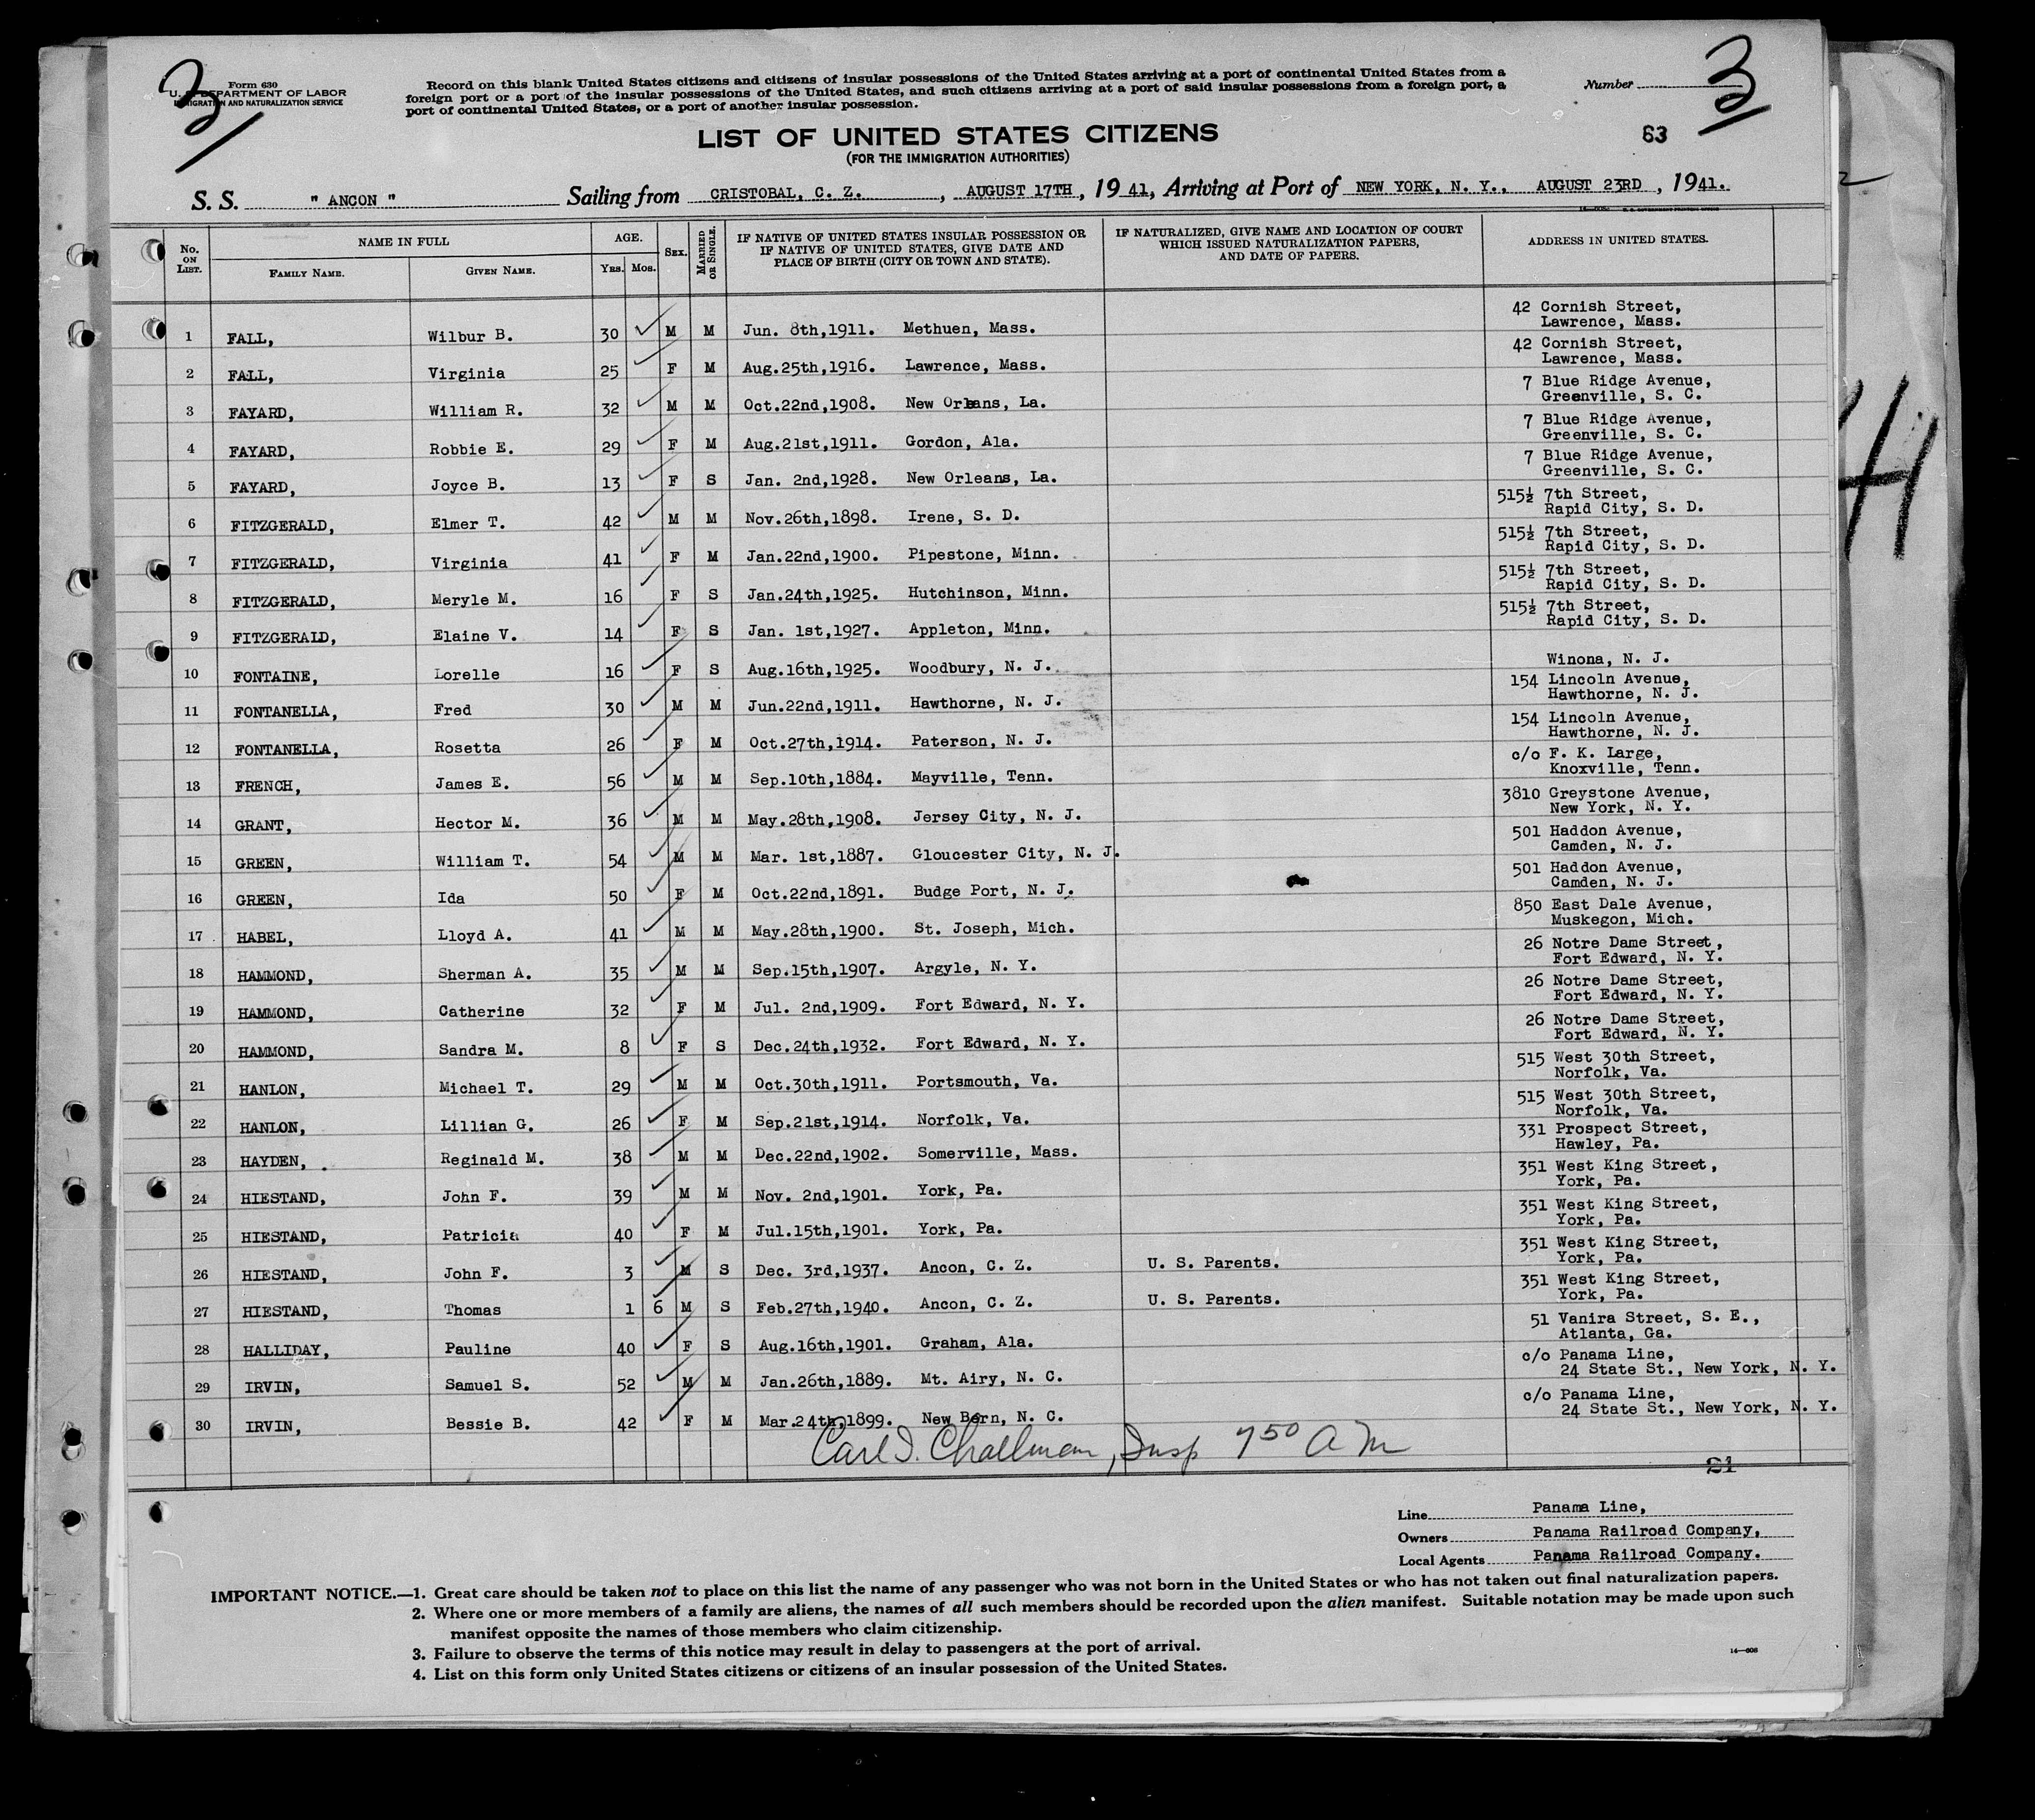 3
Form 630
U. S. DEPARTMENT OF LABOR
IMMIGRATION AND NATURALIZATION SERVICE
Record on this blank United States citizens and citizens of insular possessions of the United States arriving at a port of continental United States from a
foreign port or a port of the insular possessions of the United States, and such citizens arriving at a port of said insular possessions from a foreign port, a
port of continental United States, or a port of another insular possession.
Number
3
LIST OF UNITED STATES CITIZENS
(FOR THE IMMIGRATION AUTHORITIES)
63
S. S. " ANCON " Sailing from CRISTOBAL, C. Z. , AUGUST 17TH , 19 41, Arriving at Port of NEW YORK, N. Y., AUGUST 23RD , 1941.
No. ON LIST. NAME IN FULL FAMILY NAME. GIVEN NAME. AGE. YRS. MOS. SEX. MARRIED OR SINGLE. IF NATIVE OF UNITED STATES INSULAR POSSESSION OR IF NATIVE OF UNITED STATES, GIVE DATE AND PLACE OF BIRTH (CITY OR TOWN AND STATE). IF NATURALIZED, GIVE NAME AND LOCATION OF COURT WHICH ISSUED NATURALIZATION PAPERS, AND DATE OF PAPERS. ADDRESS IN UNITED STATES.
1 FALL, Wilbur B. 30 M M Jun. 8th,1911. Methuen, Mass. 42 Cornish Street, Lawrence, Mass.
2 FALL, Virginia 25 F M Aug.25th,1916. Lawrence, Mass. 42 Cornish Street, Lawrence, Mass.
3 FAYARD, William R. 32 M M Oct.22nd,1908. New Orleans, La. 7 Blue Ridge Avenue, Greenville, S. C.
4 FAYARD, Robbie E. 29 F M Aug.21st,1911. Gordon, Ala. 7 Blue Ridge Avenue, Greenville, S. C.
5 FAYARD, Joyce B. 13 F S Jan. 2nd,1928. New Orleans, La. 7 Blue Ridge Avenue, Greenville, S. C.
6 FITZGERALD, Elmer T. 42 M M Nov.26th,1898. Irene, S. D. 515½ 7th Street, Rapid City, S. D.
7 FITZGERALD, Virginia 41 F M Jan.22nd,1900. Pipestone, Minn. 515½ 7th Street, Rapid City, S. D.
8 FITZGERALD, Meryle M. 16 F S Jan.24th,1925. Hutchinson, Minn. 515½ 7th Street, Rapid City, S. D.
9 FITZGERALD, Elaine V. 14 F S Jan. 1st,1927. Appleton, Minn. 515½ 7th Street, Rapid City, S. D.
10 FONTAINE, Lorelle 16 F S Aug.16th,1925. Woodbury, N. J. Winona, N. J.
11 FONTANELLA, Fred 30 M M Jun.22nd,1911. Hawthorne, N. J. 154 Lincoln Avenue, Hawthorne, N. J.
12 FONTANELLA, Rosetta 26 F M Oct.27th,1914. Paterson, N. J. 154 Lincoln Avenue, Hawthorne, N. J.
13 FRENCH, James E. 56 M M Sep.10th,1884. Mayville, Tenn. c/o F. K. Large, Knoxville, Tenn.
14 GRANT, Hector M. 36 M M May.28th,1908. Jersey City, N. J. 3810 Greystone Avenue, New York, N. Y.
15 GREEN, William T. 54 M M Mar. 1st,1887. Gloucester City, N. J. 501 Haddon Avenue, Camden, N. J.
16 GREEN, Ida 50 F M Oct.22nd,1891. Budge Port, N. J. 501 Haddon Avenue, Camden, N. J.
17 HABEL, Lloyd A. 41 M M May.28th,1900. St. Joseph, Mich. 850 East Dale Avenue, Muskegon, Mich.
18 HAMMOND, Sherman A. 35 M M Sep.15th,1907. Argyle, N. Y. 26 Notre Dame Street, Fort Edward, N. Y.
19 HAMMOND, Catherine 32 F M Jul. 2nd,1909. Fort Edward, N. Y. 26 Notre Dame Street, Fort Edward, N. Y.
20 HAMMOND, Sandra M. 8 F S Dec.24th,1932. Fort Edward, N. Y. 26 Notre Dame Street, Fort Edward, N. Y.
21 HANLON, Michael T. 29 M M Oct.30th,1911. Portsmouth, Va. 515 West 30th Street, Norfolk, Va.
22 HANLON, Lillian G. 26 F M Sep.21st,1914. Norfolk, Va. 515 West 30th Street, Norfolk, Va.
23 HAYDEN, Reginald M. 38 M M Dec.22nd,1902. Somerville, Mass. 331 Prospect Street, Hawley, Pa.
24 HIESTAND, John F. 39 M M Nov. 2nd,1901. York, Pa. 351 West King Street, York, Pa.
25 HIESTAND, Patricia 40 F M Jul.15th,1901. York, Pa. 351 West King Street, York, Pa.
26 HIESTAND, John F. 3 M S Dec. 3rd,1937. Ancon, C. Z. U. S. Parents. 351 West King Street, York, Pa.
27 HIESTAND, Thomas 1 6 M S Feb.27th,1940. Ancon, C. Z. U. S. Parents. 351 West King Street, York, Pa.
28 HALLIDAY, Pauline 40 F S Aug.16th,1901. Graham, Ala. 51 Vanira Street, S. E., Atlanta, Ga.
29 IRVIN, Samuel S. 52 M M Jan.26th,1889. Mt. Airy, N. C. c/o Panama Line, 24 State St., New York, N. Y.
30 IRVIN, Bessie B. 42 F M Mar.24th,1899. New Bern, N. C. c/o Panama Line, 24 State St., New York, N. Y.
Carl I. Challman, Insp 7 50 A M
21
Line Panama Line,
Owners Panama Railroad Company,
Local Agents Panama Railroad Company.
IMPORTANT NOTICE.—1. Great care should be taken not to place on this list the name of any passenger who was not born in the United States or who has not taken out final naturalization papers.
2. Where one or more members of a family are aliens, the names of all such members should be recorded upon the alien manifest. Suitable notation may be made upon such
manifest opposite the names of those members who claim citizenship.
3. Failure to observe the terms of this notice may result in delay to passengers at the port of arrival.
4. List on this form only United States citizens or citizens of an insular possession of the United States.
14—608